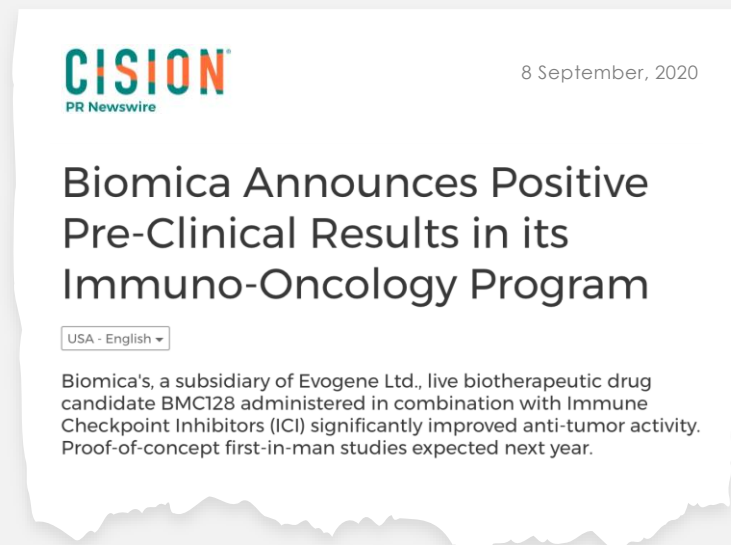 CISION
PR Newswire
8 September, 2020
Biomica Announces Positive
Pre-Clinical Results in its
Immuno-Oncology Program
USA - English
Biomica's, a subsidiary of Evogene Ltd., live biotherapeutic drug
candidate BMC128 administered in combination with Immune
Checkpoint Inhibitors (ICI) significantly improved anti-tumor activity.
Proof-of-concept first-in-man studies expected next year.